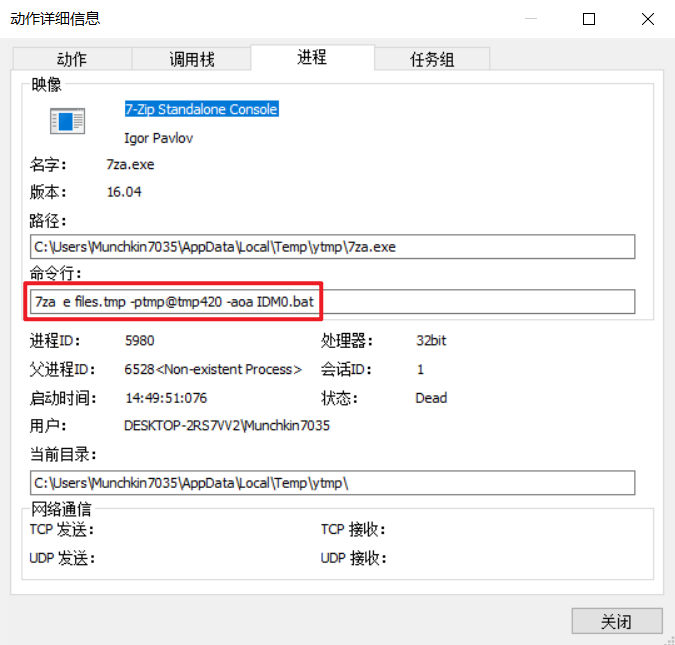 动作详细信息
动作 调用栈 进程 任务组
映像
7-Zip Standalone Console
Igor Pavlov
名字： 7za.exe
版本： 16.04
路径：
C:\Users\Munchkin7035\AppData\Local\Temp\ytmp\7za.exe
命令行：
7za e files.tmp -ptmp@tmp420 -aoa IDM0.bat
进程ID： 5980 处理器： 32bit
父进程ID： 6528<Non-existent Process> 会话ID： 1
启动时间： 14:49:51:076 状态： Dead
用户： DESKTOP-2RS7VV2\Munchkin7035
当前目录：
C:\Users\Munchkin7035\AppData\Local\Temp\ytmp\
网络通信
TCP 发送： TCP 接收：
UDP 发送： UDP 接收：
关闭